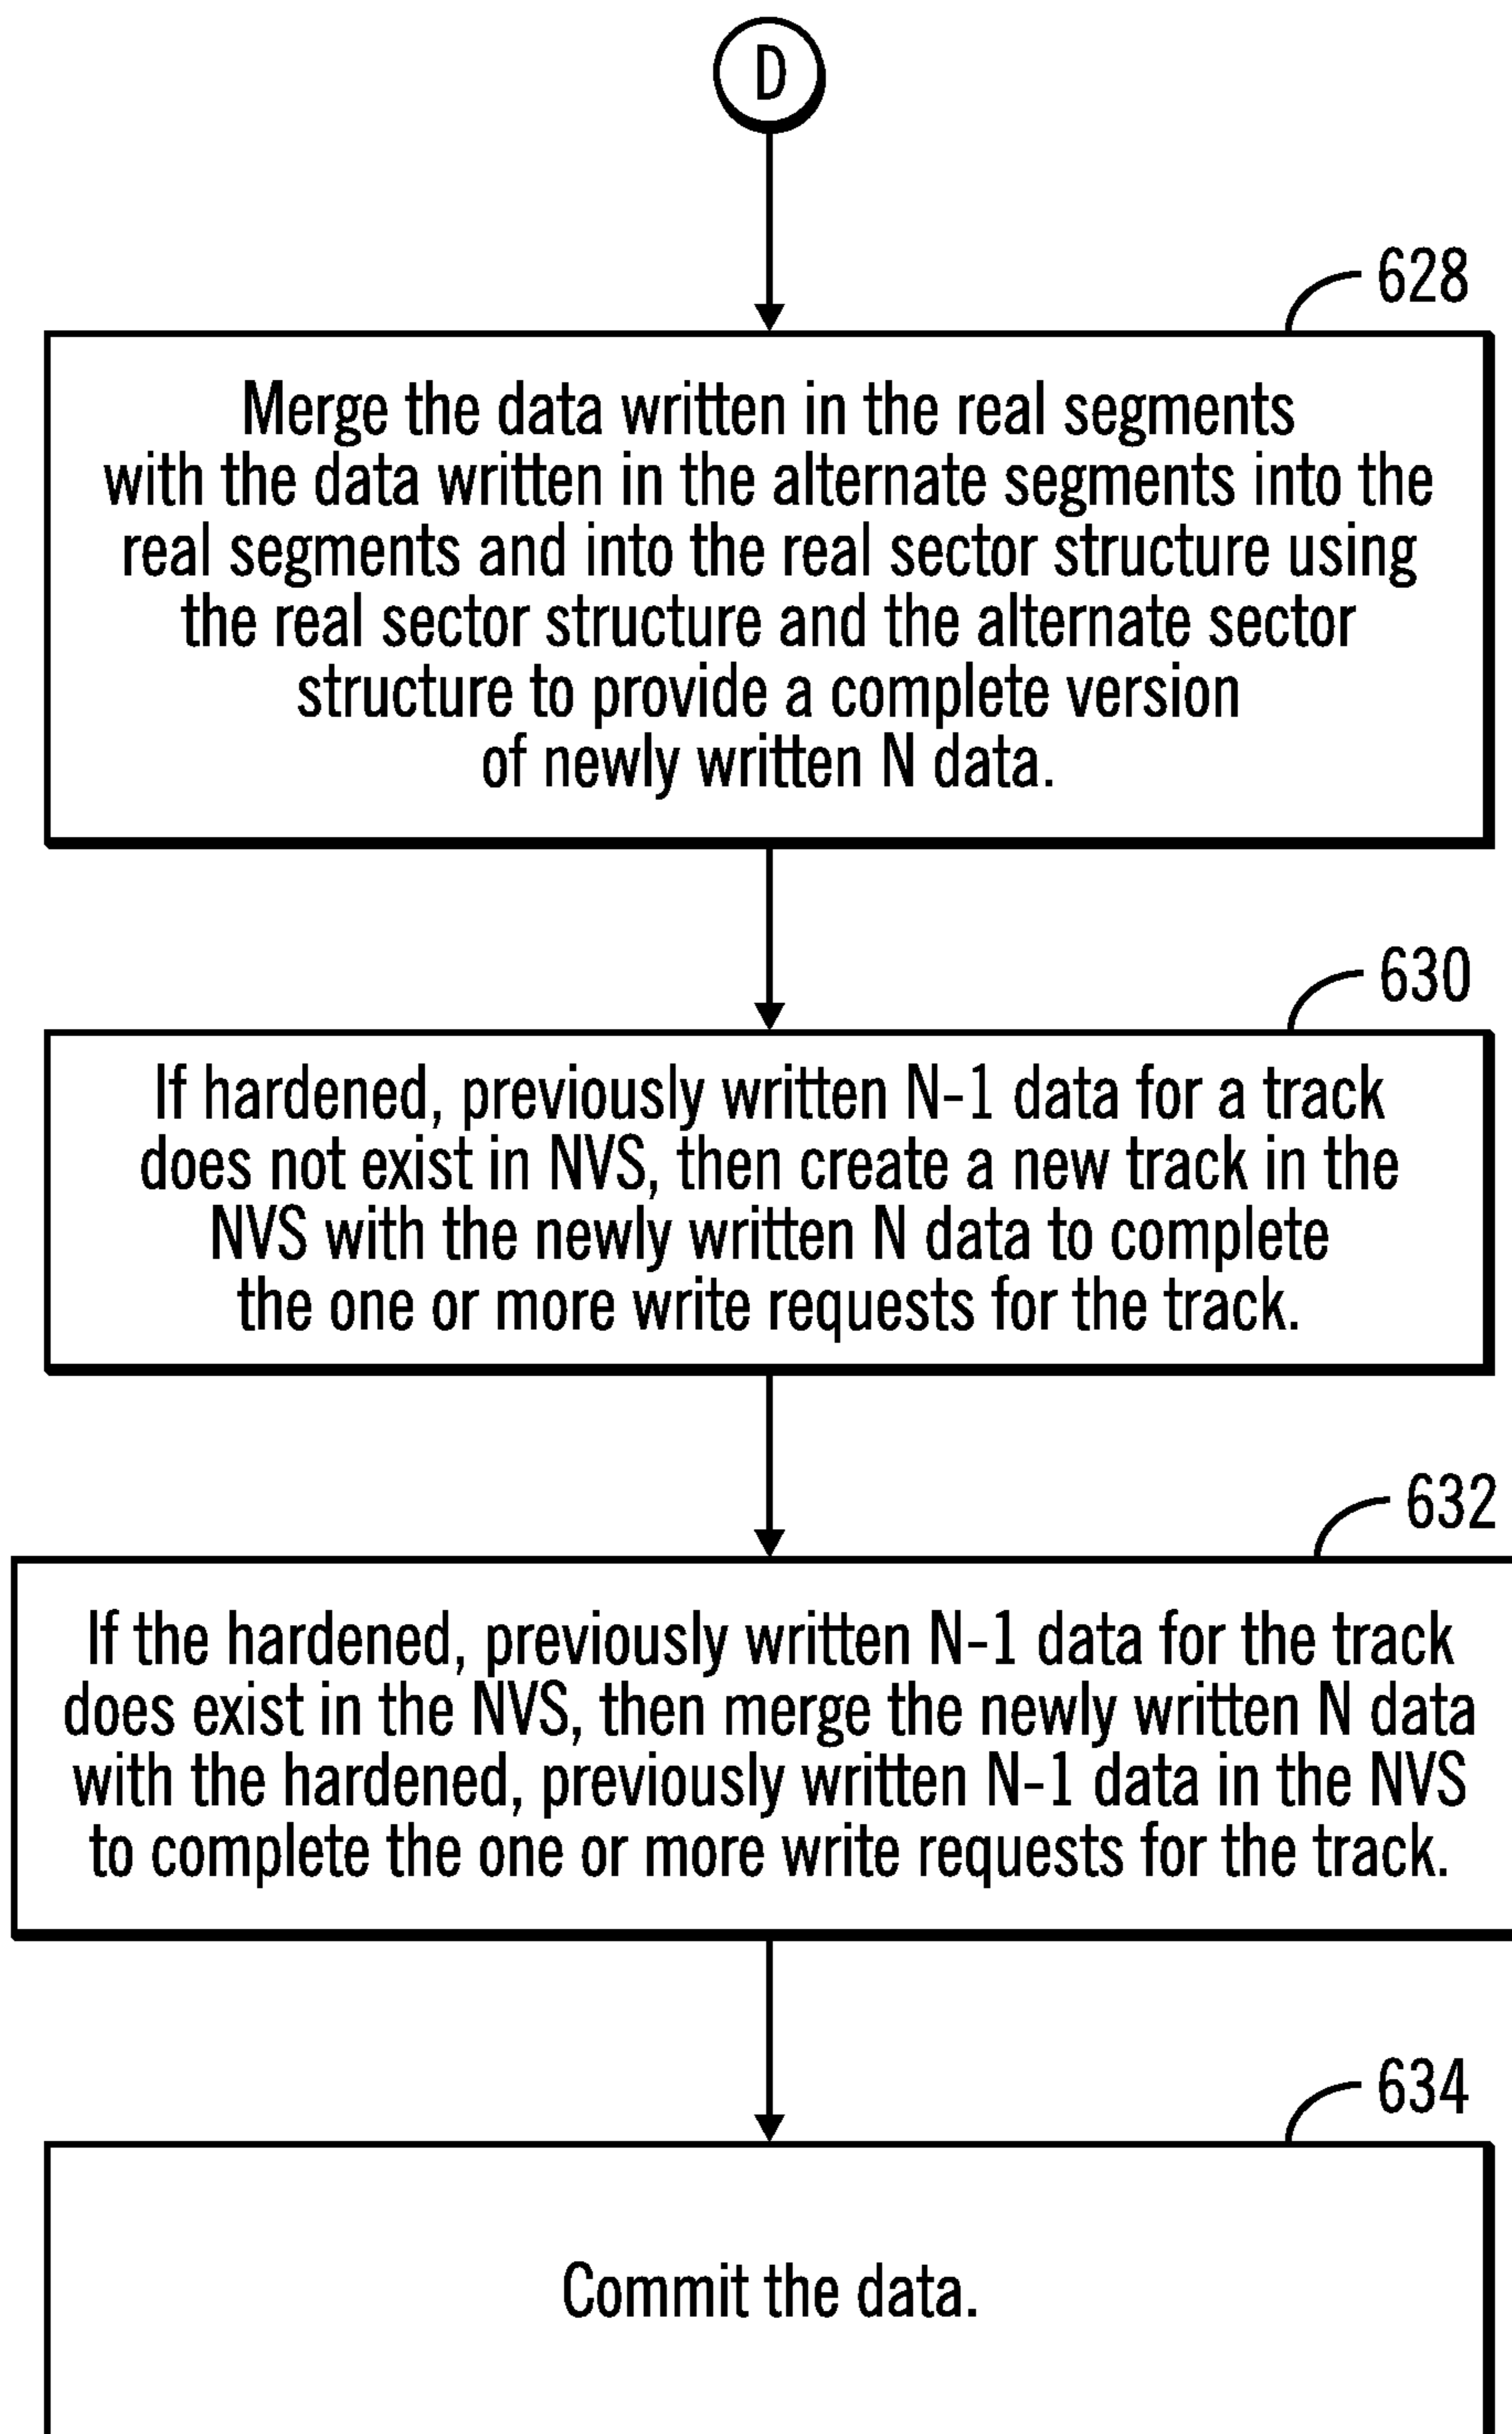 D
628
Merge the data written in the real segments
with the data written in the alternate segments into the
real segments and into the real sector structure using
the real sector structure and the alternate sector
structure to provide a complete version
of newly written N data.
630
If hardened, previously written N-1 data for a track
does not exist in NVS, then create a new track in the
NVS with the newly written N data to complete
the one or more write requests for the track.
632
If the hardened, previously written N-1 data for the track
does exist in the NVS, then merge the newly written N data
with the hardened, previously written N-1 data in the NVS
to complete the one or more write requests for the track.
634
Commit the data.